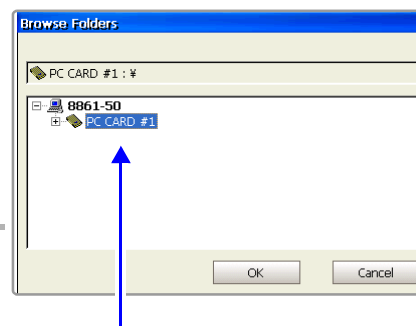 Browse Folders
PC CARD #1 : ¥
8861-50
PC CARD #1
OK Cancel